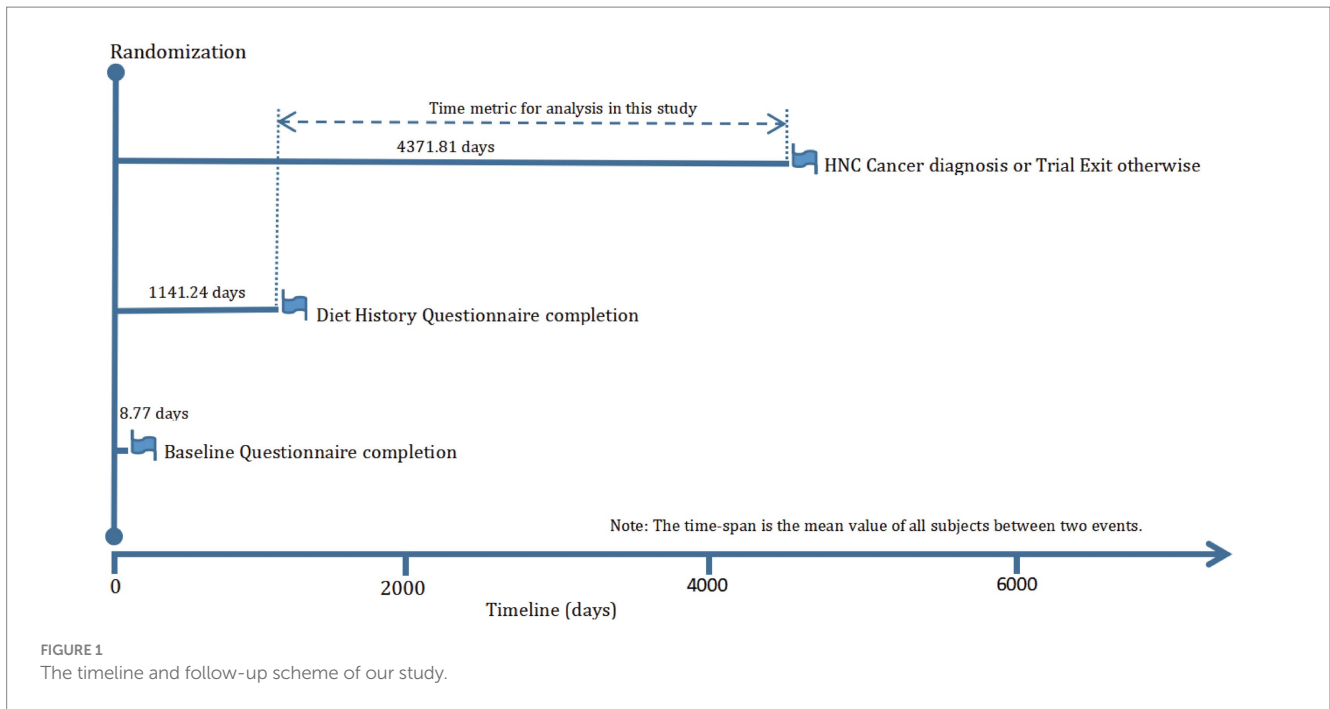 Randomization
Time metric for analysis in this study
4371.81 days
HNC Cancer diagnosis or Trial Exit otherwise
1141.24 days
Diet History Questionnaire completion
8.77 days
Baseline Questionnaire completion
Note: The time-span is the mean value of all subjects between two events.
0 2000 4000 6000
Timeline (days)
FIGURE 1
The timeline and follow-up scheme of our study.